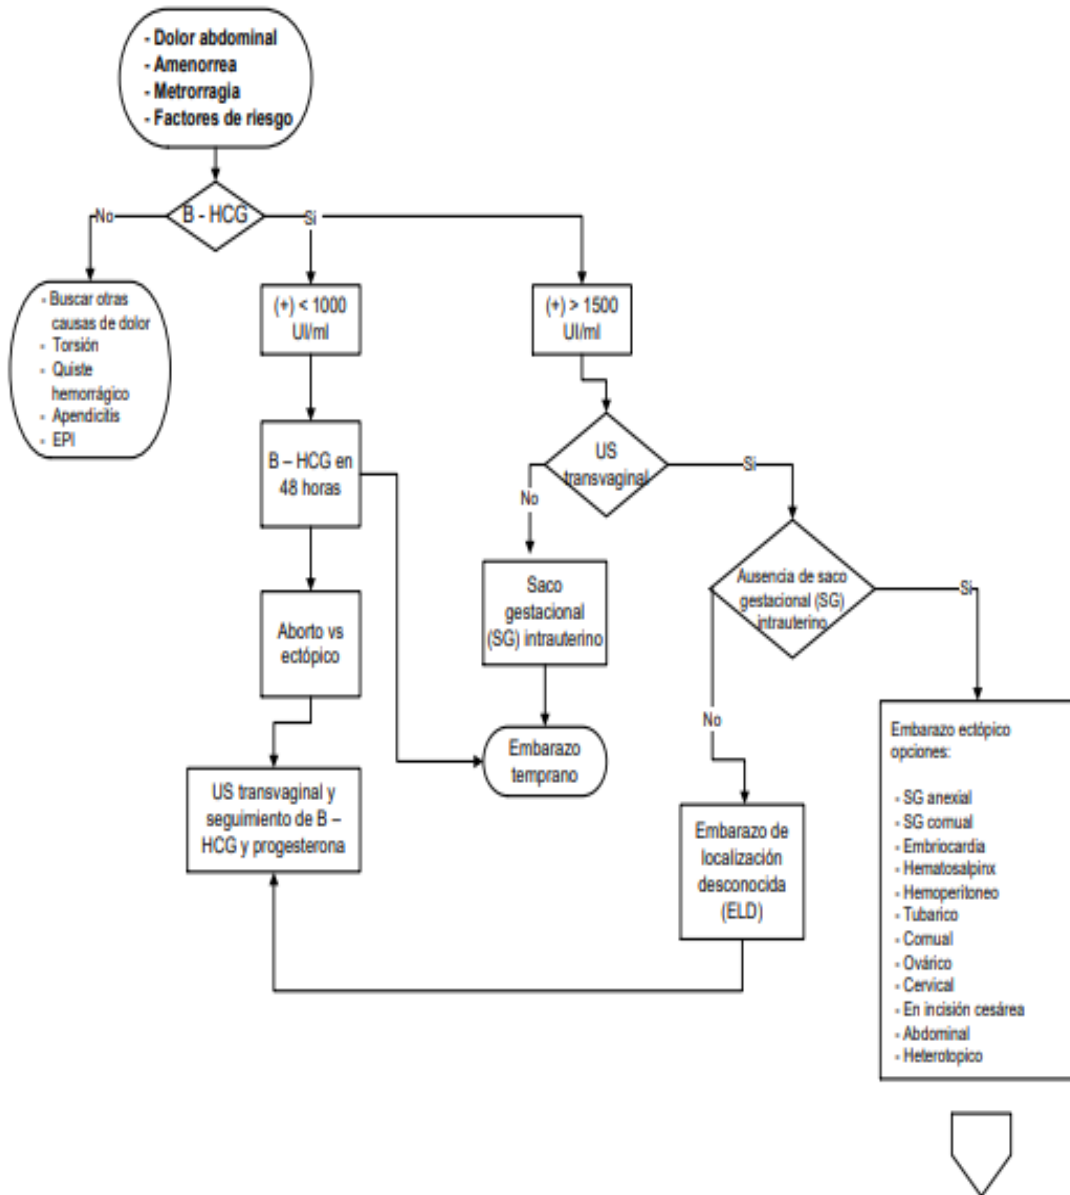 - Dolor abdominal
- Amenorrea
- Metrorragia
- Factores de riesgo
B - HCG
No
Si
- Buscar otras
causas de dolor
- Torsión
- Quiste
hemorrágico
- Apendicitis
- EPI
(+) < 1000
UI/ml
(+) > 1500
UI/ml
B – HCG en
48 horas
US
transvaginal
No
Si
Saco
gestacional
(SG) intrauterino
Ausencia de saco
gestacional (SG)
intrauterino
Si
No
Aborto vs
ectópico
Embarazo
temprano
US transvaginal y
seguimiento de B –
HCG y progesterona
Embarazo de
localización
desconocida
(ELD)
Embarazo ectópico
opciones:
- SG anexial
- SG cornual
- Embriocardia
- Hematosalpinx
- Hemoperitoneo
- Tubarico
- Cornual
- Ovárico
- Cervical
- En incisión cesárea
- Abdominal
- Heterotopico